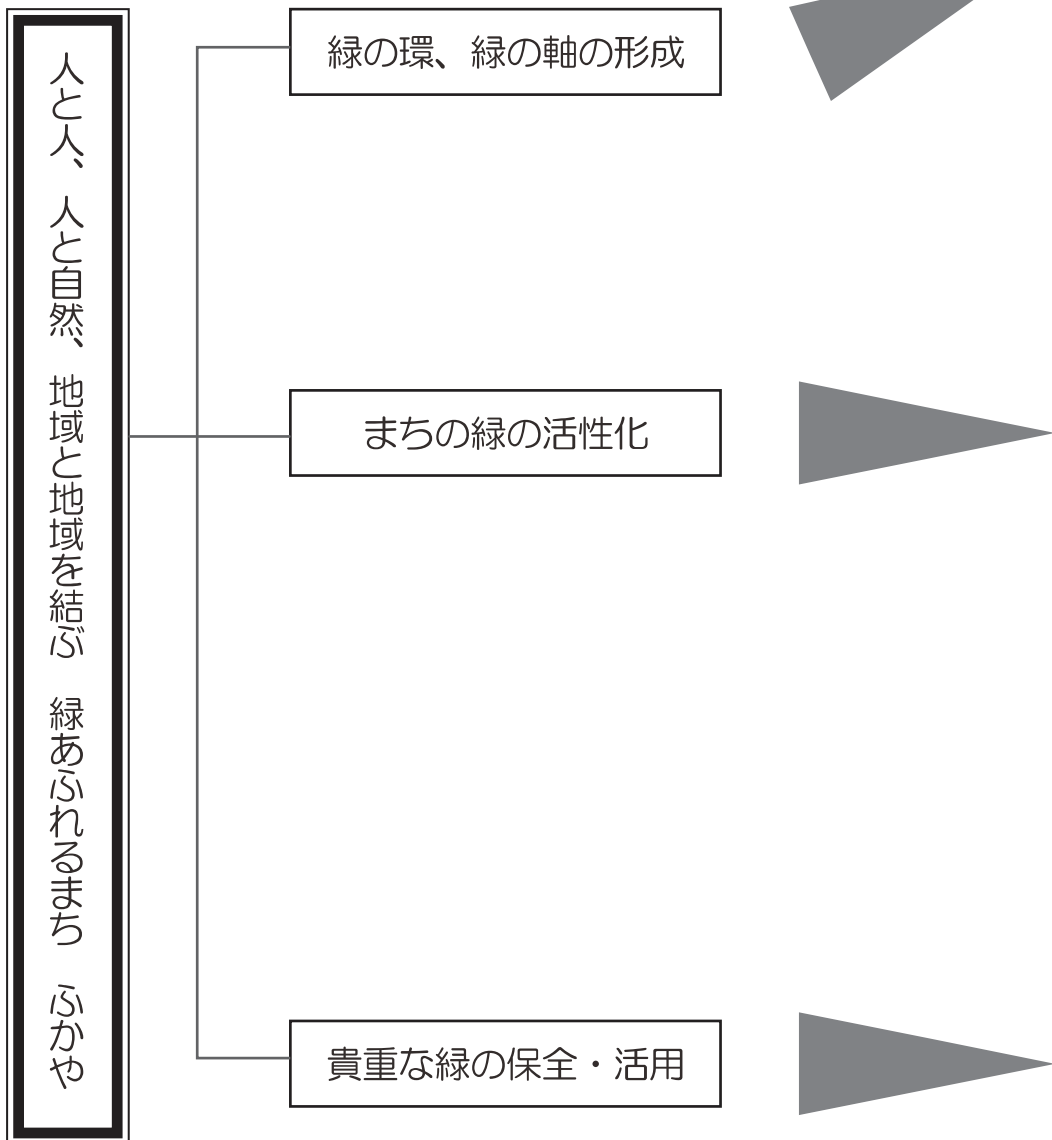 人と人、人と自然、地域と地域を結ぶ　緑あふれるまち　ふかや
緑の環、緑の軸の形成
まちの緑の活性化
貴重な緑の保全・活用